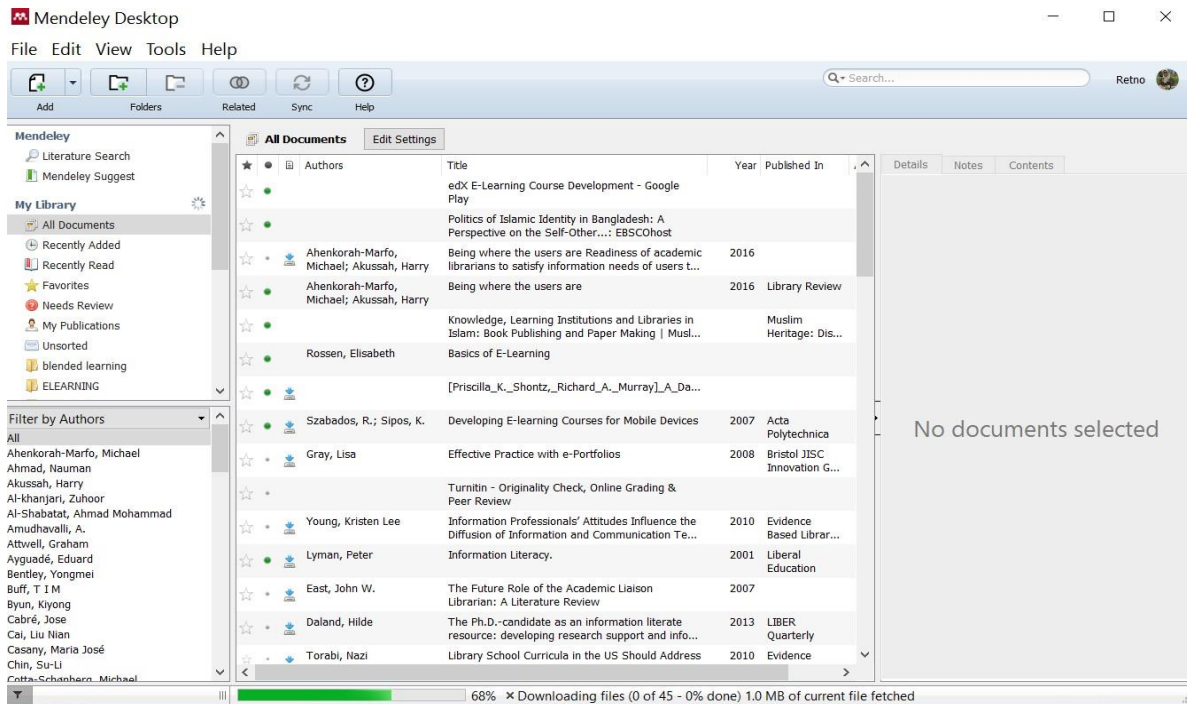 Mendeley Desktop
File Edit View Tools Help
Add Folders Related Sync Help
Search...
Retno
Mendeley
Literature Search
Mendeley Suggest
My Library
All Documents
Recently Added
Recently Read
Favorites
Needs Review
My Publications
Unsorted
blended learning
ELEARNING
Filter by Authors
All
Ahenkorah-Marfo, Michael
Ahmad, Nauman
Akussah, Harry
Al-khanjari, Zuhoor
Al-Shabatat, Ahmad Mohammad
Amudhavalli, A.
Attwell, Graham
Ayguadé, Eduard
Bentley, Yongmei
Buff, T I M
Byun, Kiyong
Cabré, Jose
Cai, Liu Nian
Casany, Maria José
Chin, Su-Li
Cotta-Schønberg, Michael
All Documents Edit Settings
Authors Title Year Published In
edX E-Learning Course Development - Google
Play
Politics of Islamic Identity in Bangladesh: A
Perspective on the Self-Other...: EBSCOhost
Ahenkorah-Marfo, Being where the users are Readiness of academic 2016
Michael; Akussah, Harry librarians to satisfy information needs of users t...
Ahenkorah-Marfo, Being where the users are 2016 Library Review
Michael; Akussah, Harry
Knowledge, Learning Institutions and Libraries in Muslim
Islam: Book Publishing and Paper Making | Musl... Heritage: Dis...
Rossen, Elisabeth Basics of E-Learning
[Priscilla_K._Shontz,_Richard_A._Murray]_A_Da...
Szabados, R.; Sipos, K. Developing E-learning Courses for Mobile Devices 2007 Acta
Polytechnica
Gray, Lisa Effective Practice with e-Portfolios 2008 Bristol JISC
Innovation G...
Turnitin - Originality Check, Online Grading &
Peer Review
Young, Kristen Lee Information Professionals' Attitudes Influence the 2010 Evidence
Diffusion of Information and Communication Te... Based Librar...
Lyman, Peter Information Literacy. 2001 Liberal
Education
East, John W. The Future Role of the Academic Liaison 2007
Librarian: A Literature Review
Daland, Hilde The Ph.D.-candidate as an information literate 2013 LIBER
resource: developing research support and info... Quarterly
Torabi, Nazi Library School Curricula in the US Should Address 2010 Evidence
Details Notes Contents
No documents selected
68% × Downloading files (0 of 45 - 0% done) 1.0 MB of current file fetched